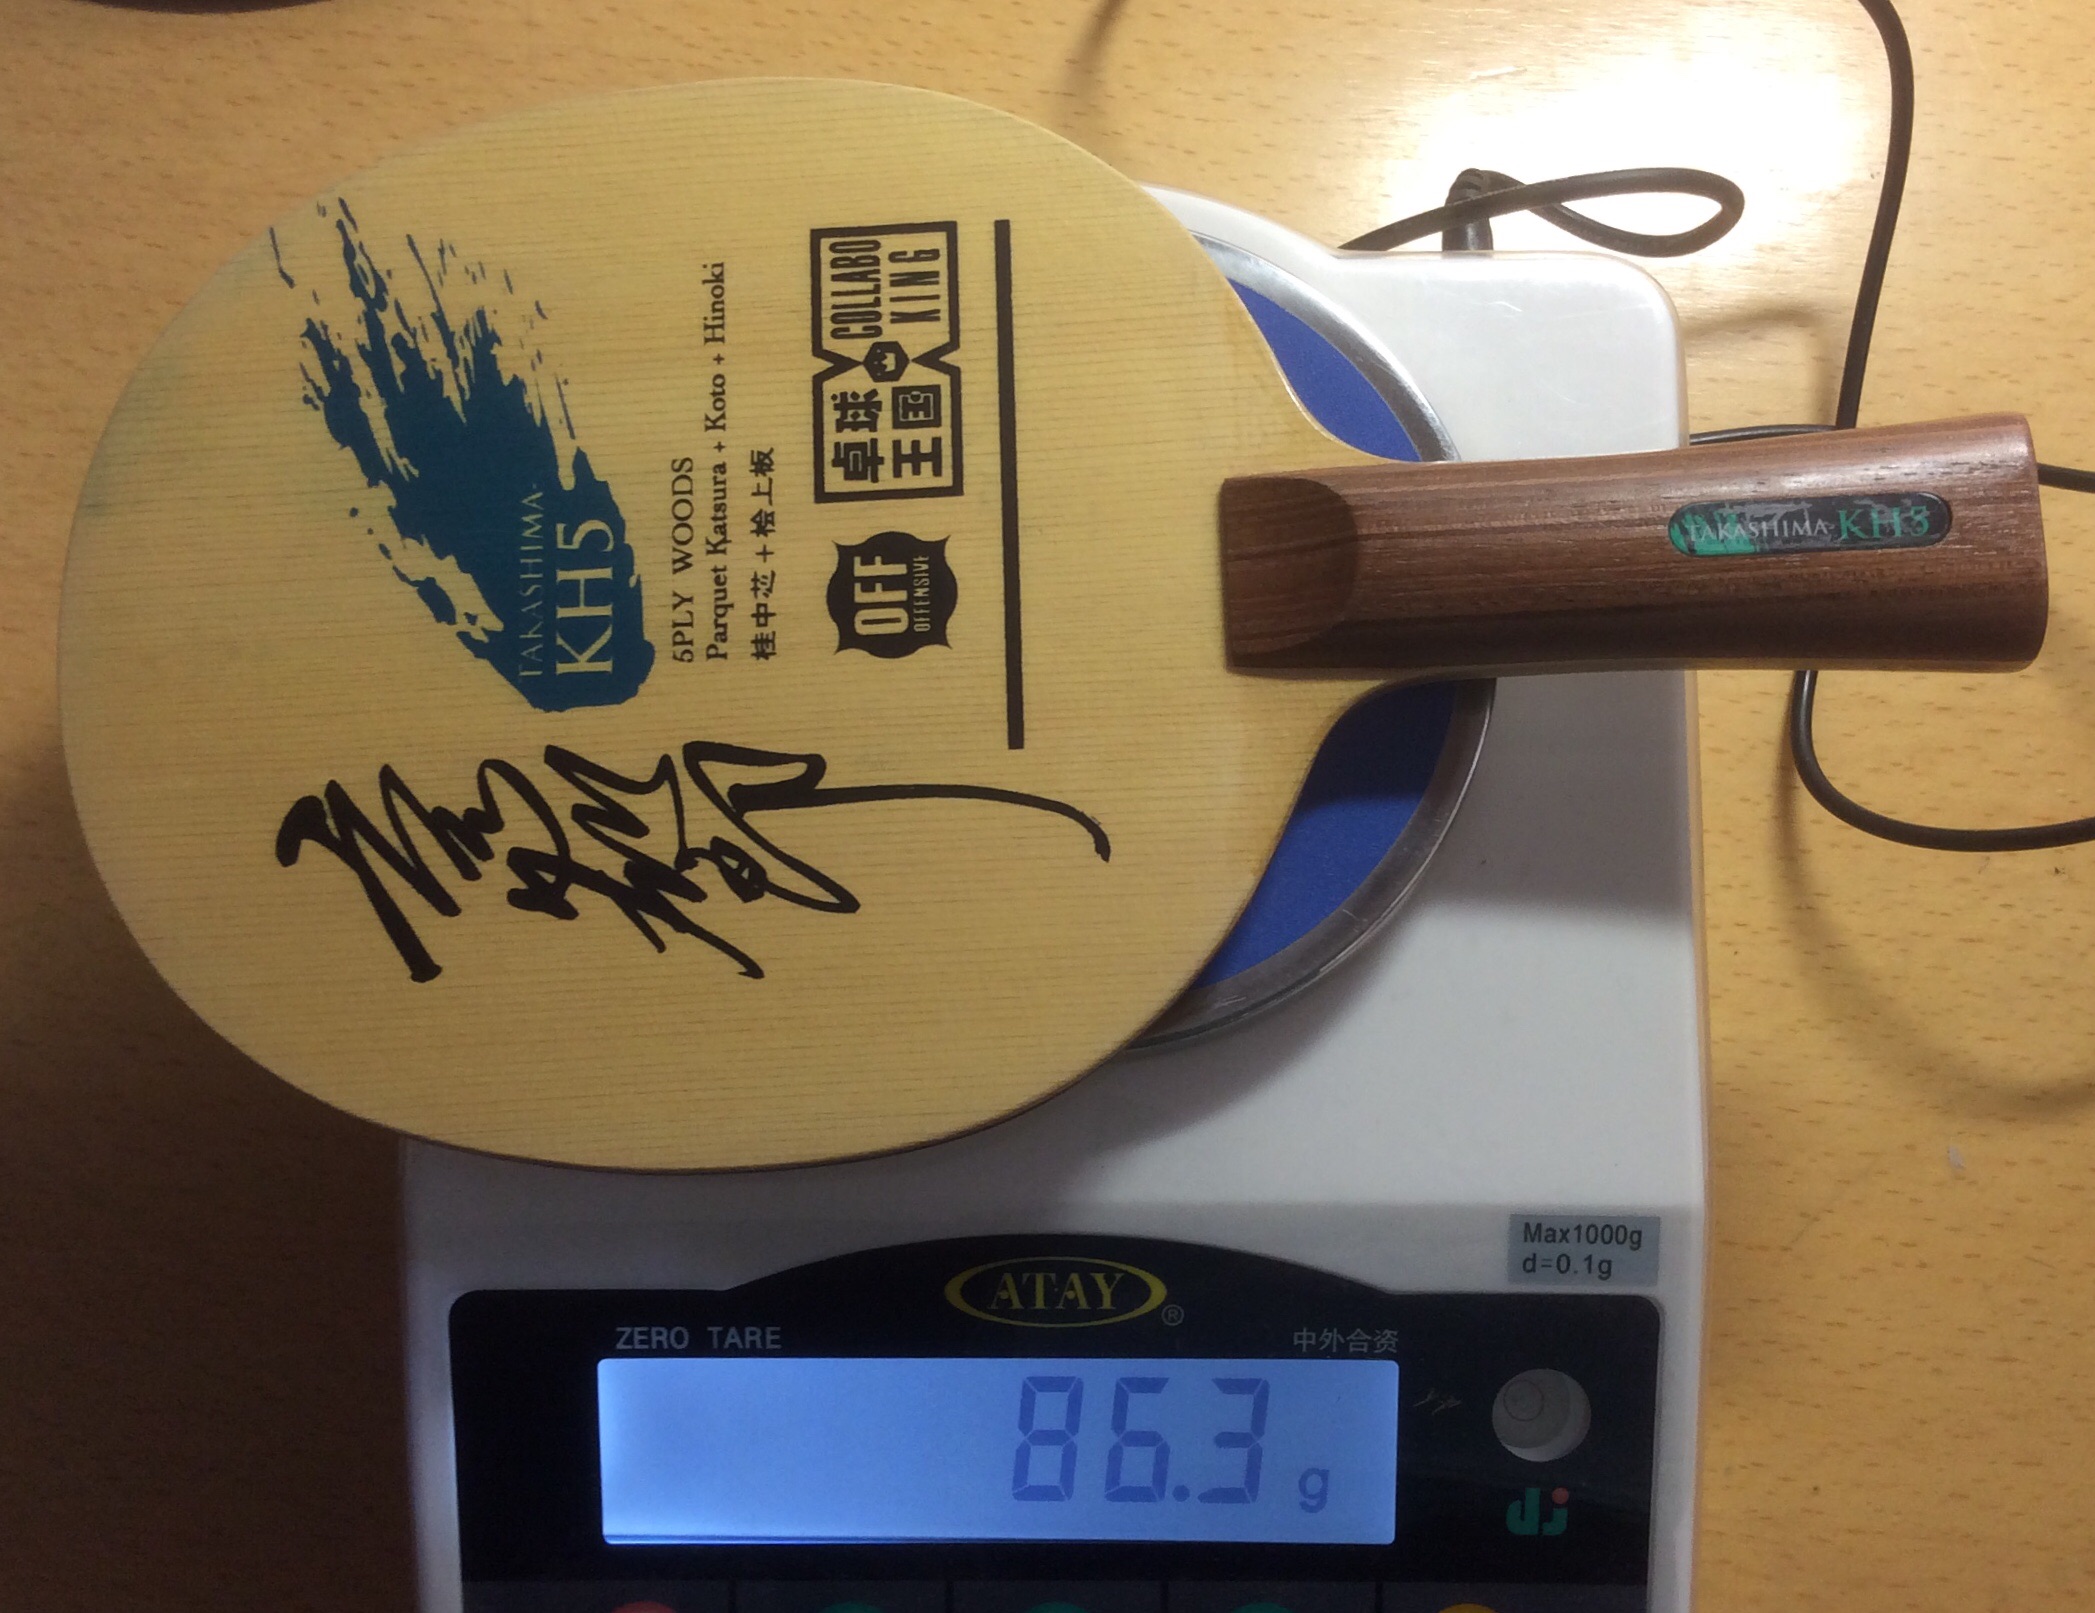 TAKASHIMA
KH5
5PLY WOODS
Parquet Katsura + Koto + Hinoki
桂中芯＋桧上板
卓球 COLLABO
王国 KING
OFF
OFFENSIVE
TAKASHIMA KH5
Max1000g
d=0.1g
ATAY®
ZERO TARE
中外合资
86.3 g
dj